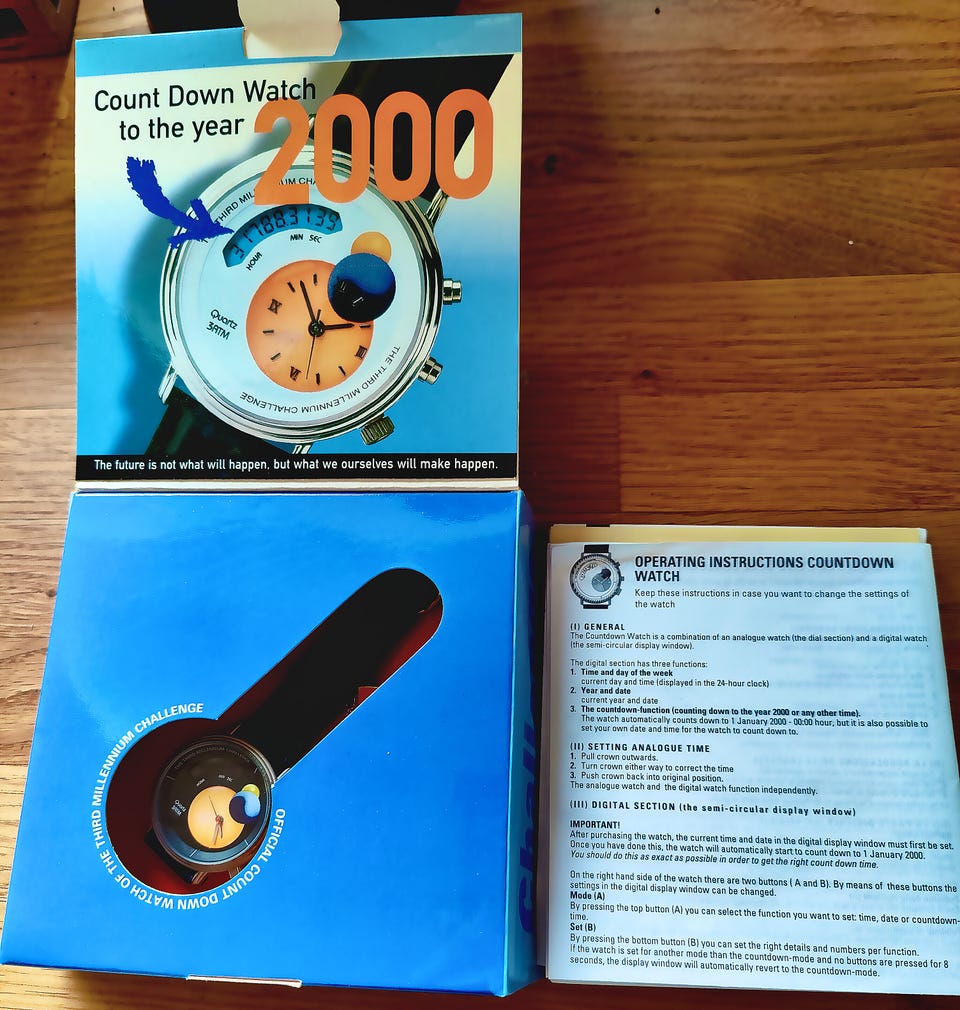 Count Down Watch
to the year 2000
THE THIRD MILLENNIUM CHALLENGE
3 1788.3139
HOUR MIN SEC
Quartz
3ATM
THE THIRD MILLENNIUM CHALLENGE
The future is not what will happen, but what we ourselves will make happen.
OFFICIAL COUNT DOWN WATCH OF THE THIRD MILLENNIUM CHALLENGE
THE THIRD MILLENNIUM CHALLENGE
HOUR MIN SEC
Quartz
OPERATING INSTRUCTIONS COUNTDOWN
WATCH
Keep these instructions in case you want to change the settings of
the watch
(I) GENERAL
The Countdown Watch is a combination of an analogue watch (the dial section) and a digital watch
(the semi-circular display window).
The digital section has three functions:
1. Time and day of the week
current day and time (displayed in the 24-hour clock)
2. Year and date
current year and date
3. The countdown-function (counting down to the year 2000 or any other time).
The watch automatically counts down to 1 January 2000 - 00:00 hour, but it is also possible to
set your own date and time for the watch to count down to.
(II) SETTING ANALOGUE TIME
1. Pull crown outwards.
2. Turn crown either way to correct the time
3. Push crown back into original position.
The analogue watch and the digital watch function independently.
(III) DIGITAL SECTION (the semi-circular display window)
IMPORTANT!
After purchasing the watch, the current time and date in the digital display window must first be set.
Once you have done this, the watch will automatically start to count down to 1 January 2000.
You should do this as exact as possible in order to get the right count down time.
On the right hand side of the watch there are two buttons ( A and B). By means of these buttons the
settings in the digital display window can be changed.
Mode (A)
By pressing the top button (A) you can select the function you want to set: time, date or countdown-
time.
Set (B)
By pressing the bottom button (B) you can set the right details and numbers per function.
If the watch is set for another mode than the countdown-mode and no buttons are pressed for 8
seconds, the display window will automatically revert to the countdown-mode.